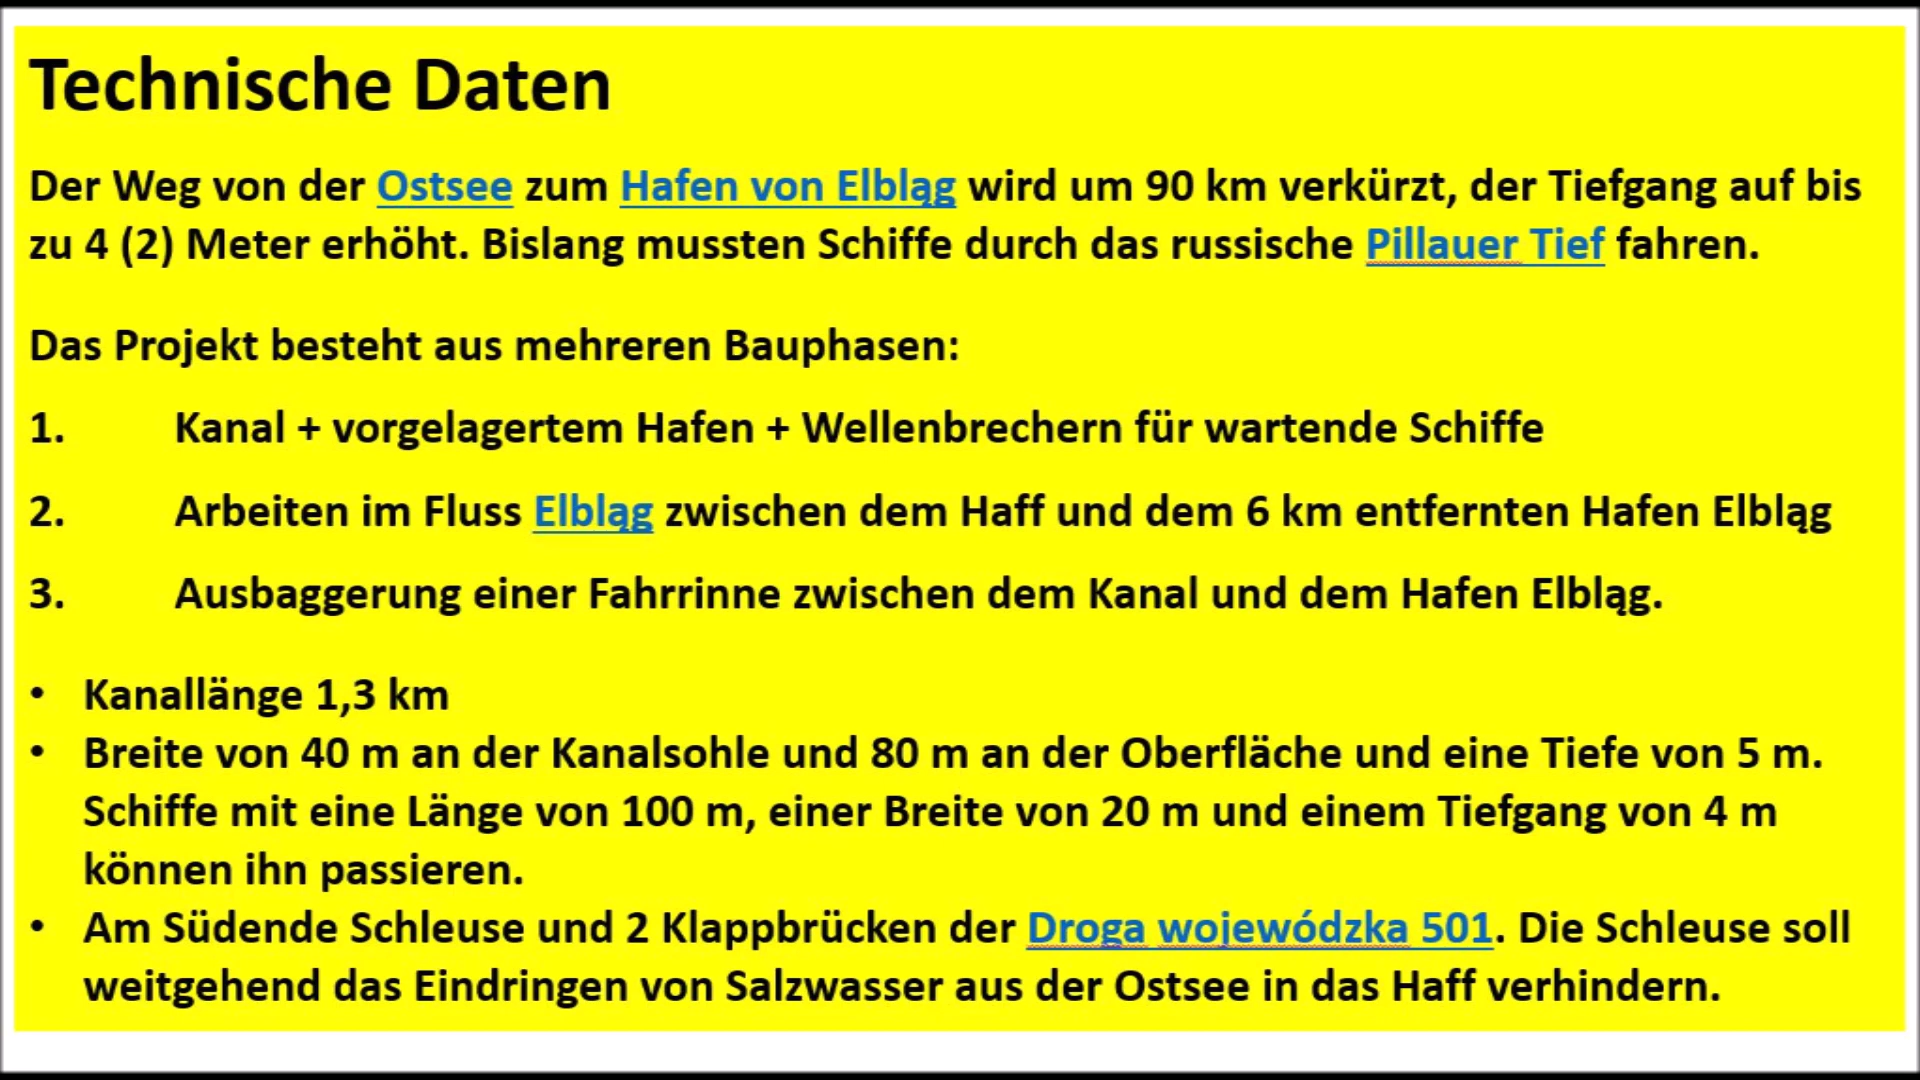 Technische Daten
Der Weg von der Ostsee zum Hafen von Elbląg wird um 90 km verkürzt, der Tiefgang auf bis
zu 4 (2) Meter erhöht. Bislang mussten Schiffe durch das russische Pillauer Tief fahren.
Das Projekt besteht aus mehreren Bauphasen:
1. Kanal + vorgelagertem Hafen + Wellenbrechern für wartende Schiffe
2. Arbeiten im Fluss Elbląg zwischen dem Haff und dem 6 km entfernten Hafen Elbląg
3. Ausbaggerung einer Fahrrinne zwischen dem Kanal und dem Hafen Elbląg.
• Kanallänge 1,3 km
• Breite von 40 m an der Kanalsohle und 80 m an der Oberfläche und eine Tiefe von 5 m.
Schiffe mit eine Länge von 100 m, einer Breite von 20 m und einem Tiefgang von 4 m
können ihn passieren.
• Am Südende Schleuse und 2 Klappbrücken der Droga wojewódzka 501. Die Schleuse soll
weitgehend das Eindringen von Salzwasser aus der Ostsee in das Haff verhindern.